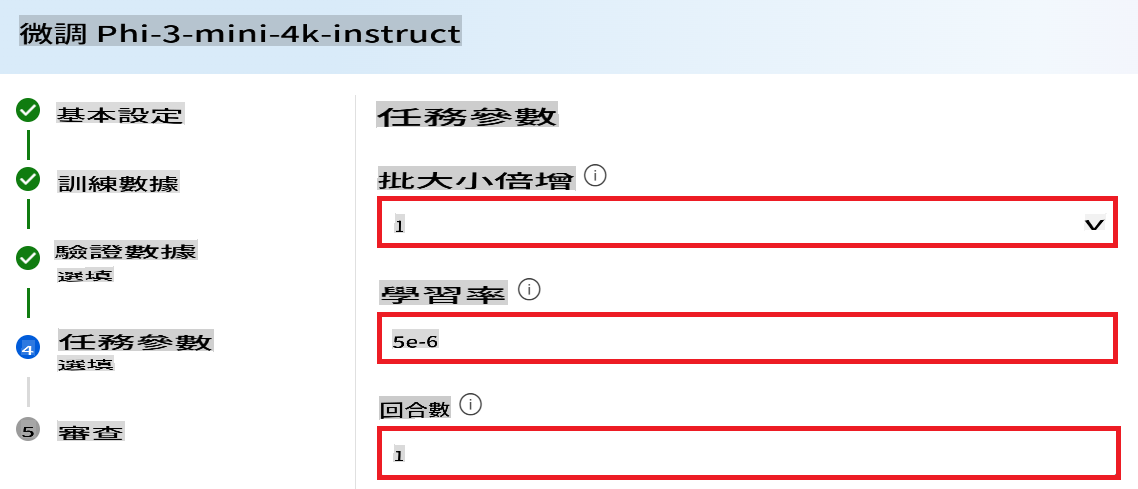 微調 Phi-3-mini-4k-instruct
基本設定
訓練數據
驗證數據
選填
4
任務參數
選填
5
審查
任務參數
批大小倍增
1
學習率
5e-6
回合數
1